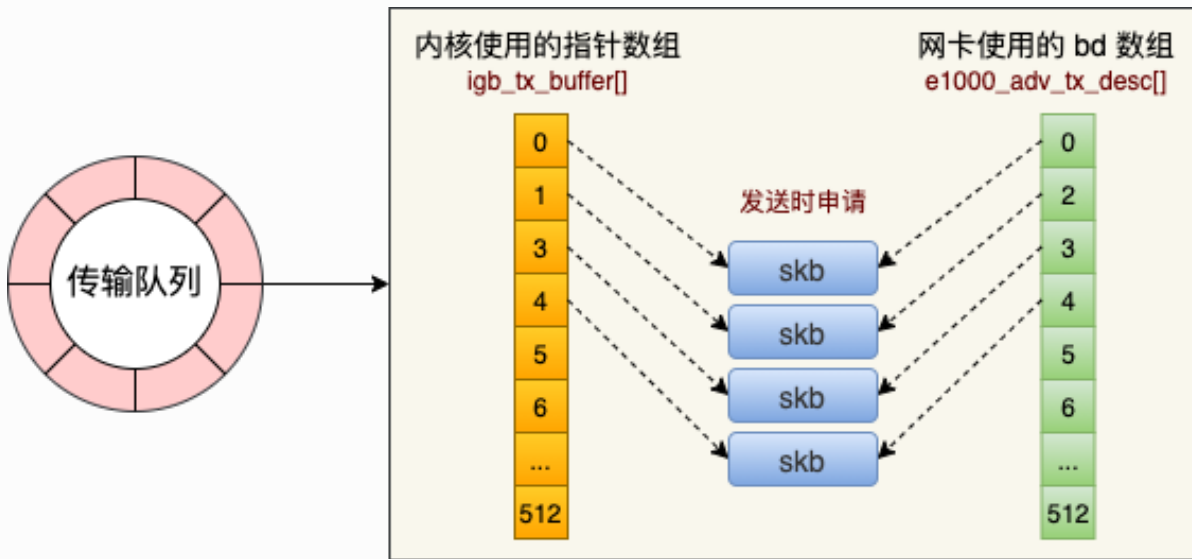 内核使用的指针数组
igb_tx_buffer[]
网卡使用的 bd 数组
e1000_adv_tx_desc[]
传输队列
0
1
3
4
5
6
...
512
发送时申请
skb
skb
skb
skb
0
2
3
4
5
6
...
512